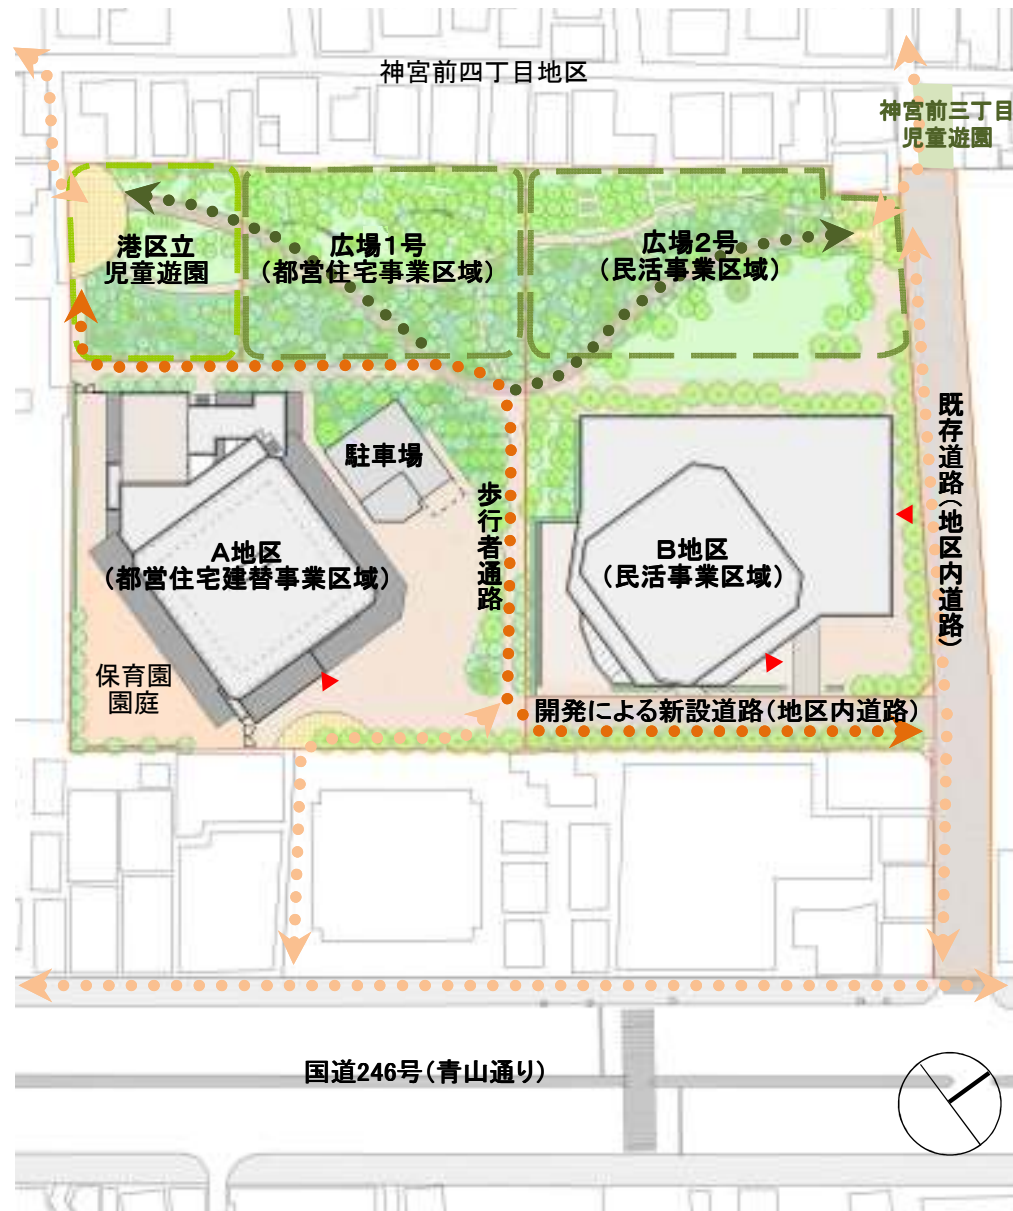 神宮前四丁目地区
神宮前三丁目
児童遊園
港区立
児童遊園
広場1号
（都営住宅事業区域）
広場2号
（民活事業区域）
駐車場
歩行者通路
既存道路（地区内道路）
A地区
（都営住宅建替事業区域）
B地区
（民活事業区域）
保育園
園庭
開発による新設道路（地区内道路）
国道246号（青山通り）